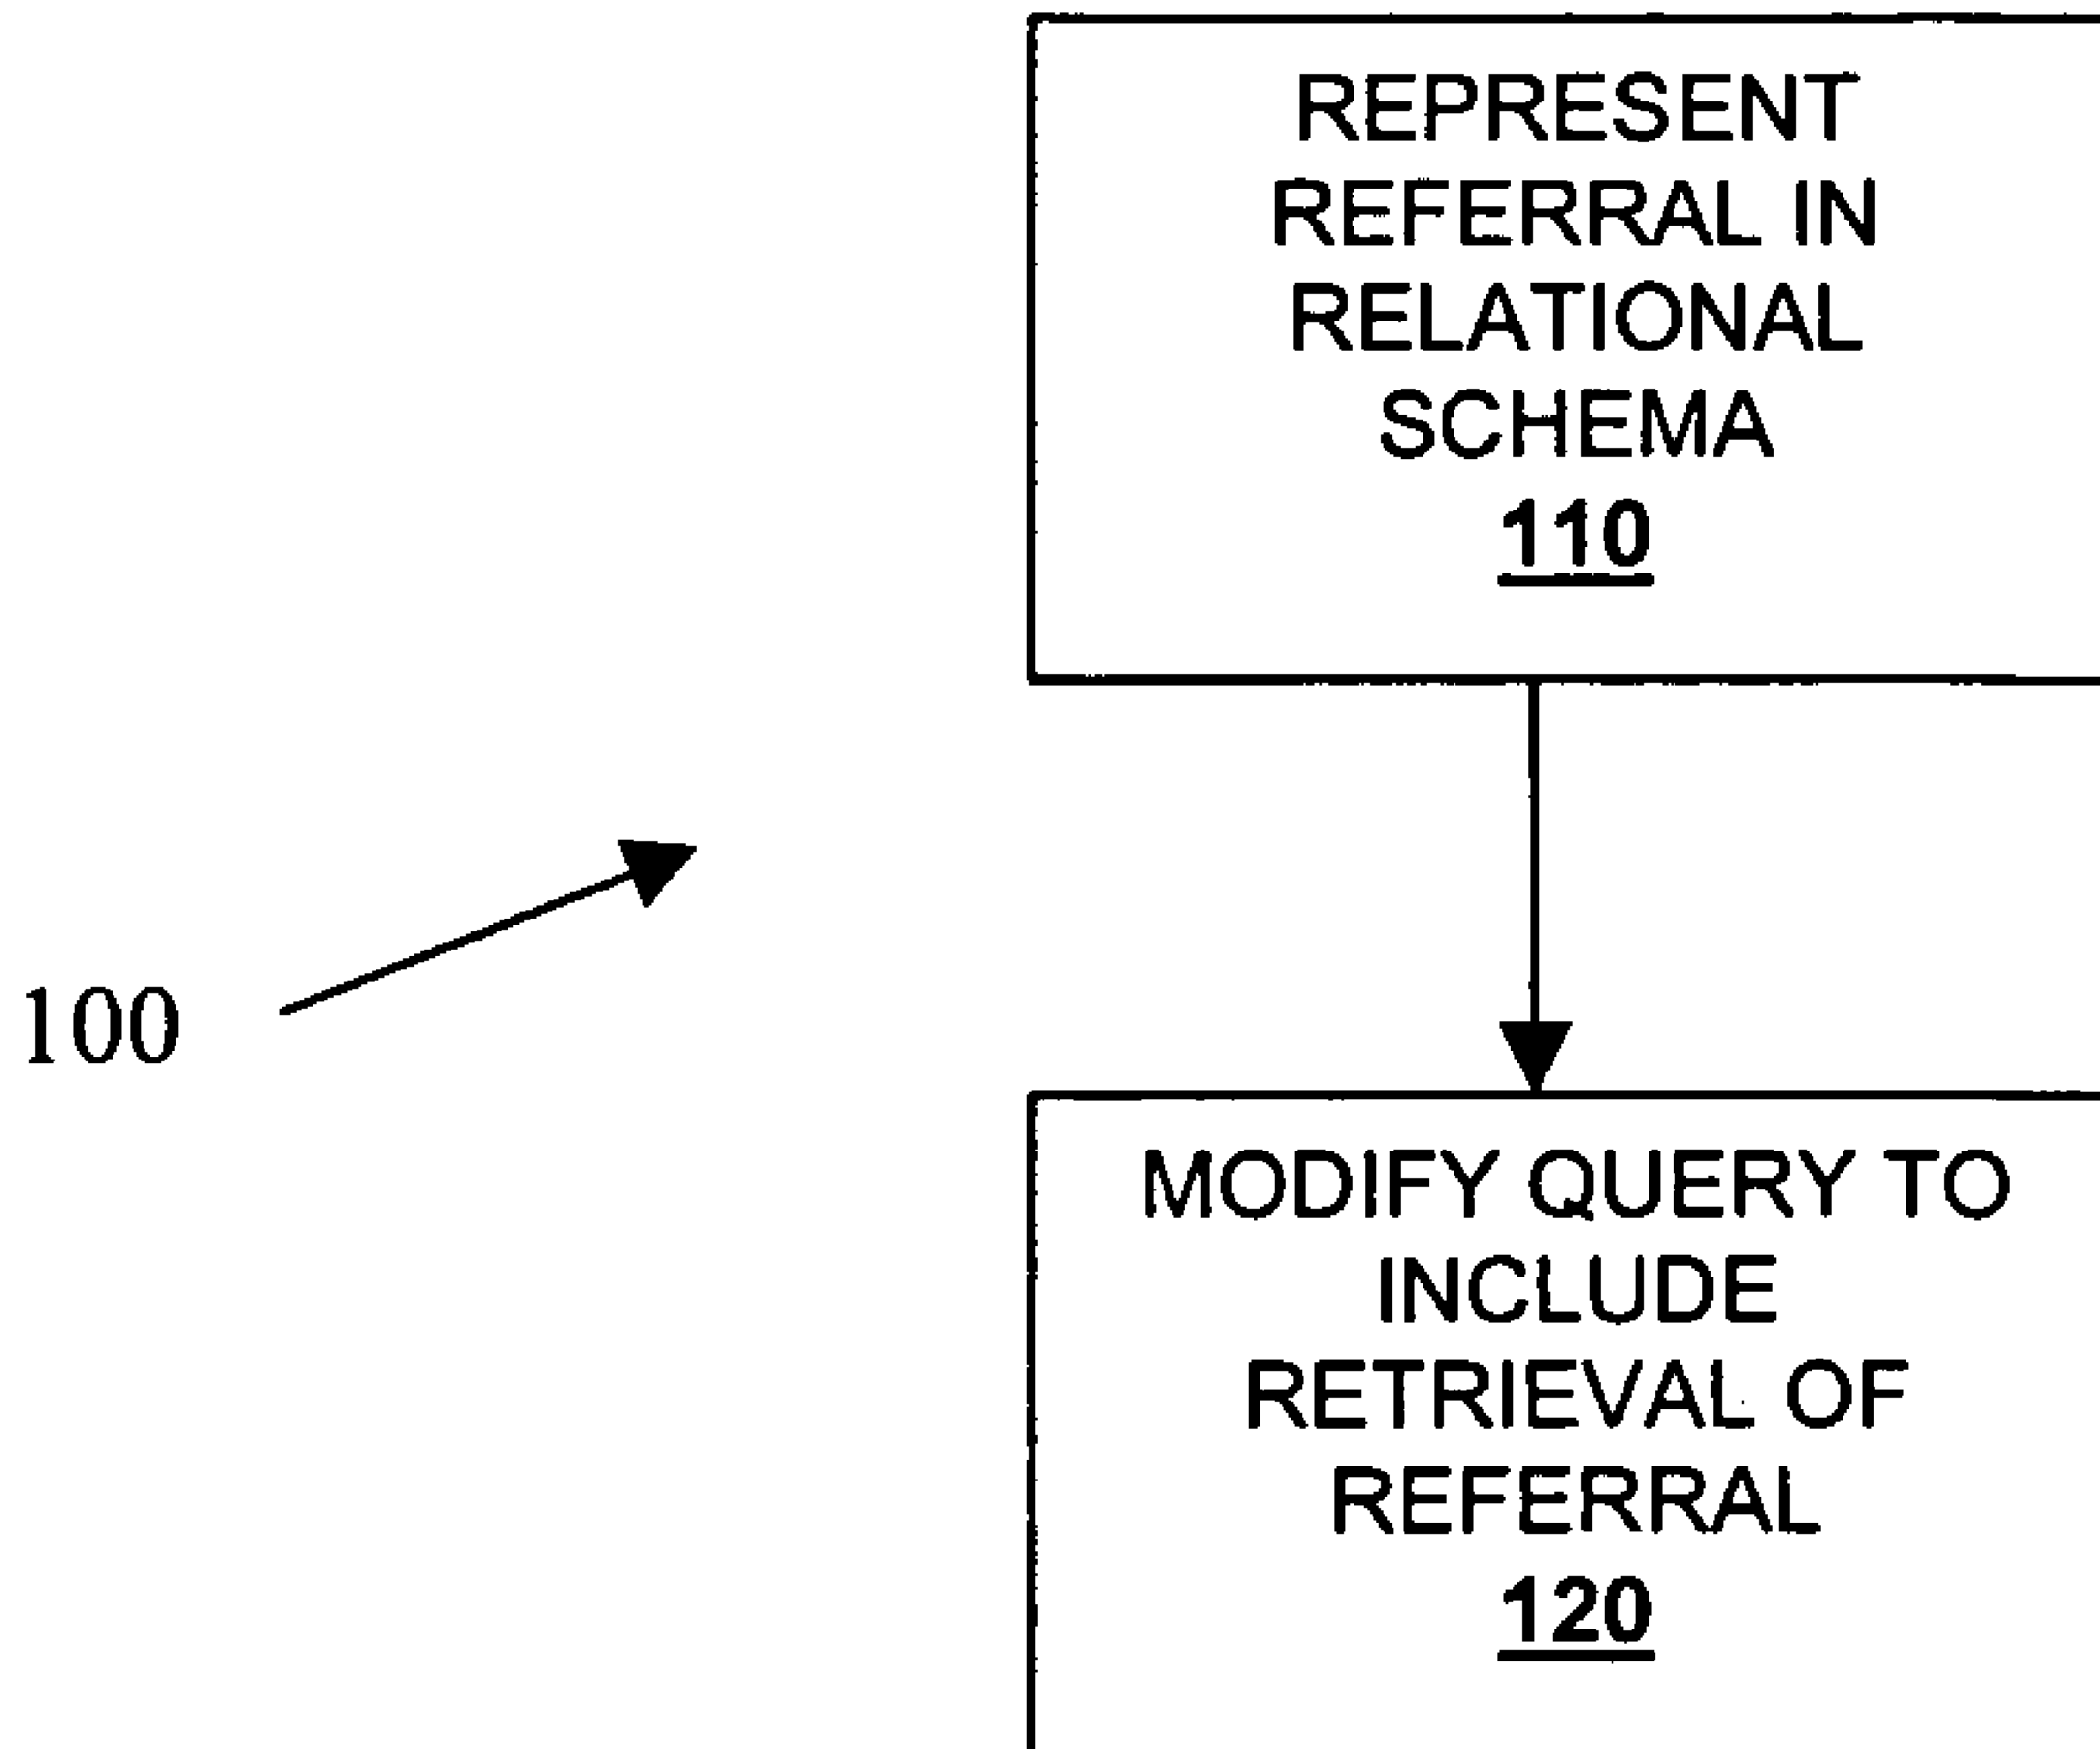 REPRESENT
REFERRAL IN
RELATIONAL
SCHEMA
110
100
MODIFY QUERY TO
INCLUDE
RETRIEVAL OF
REFERRAL
120